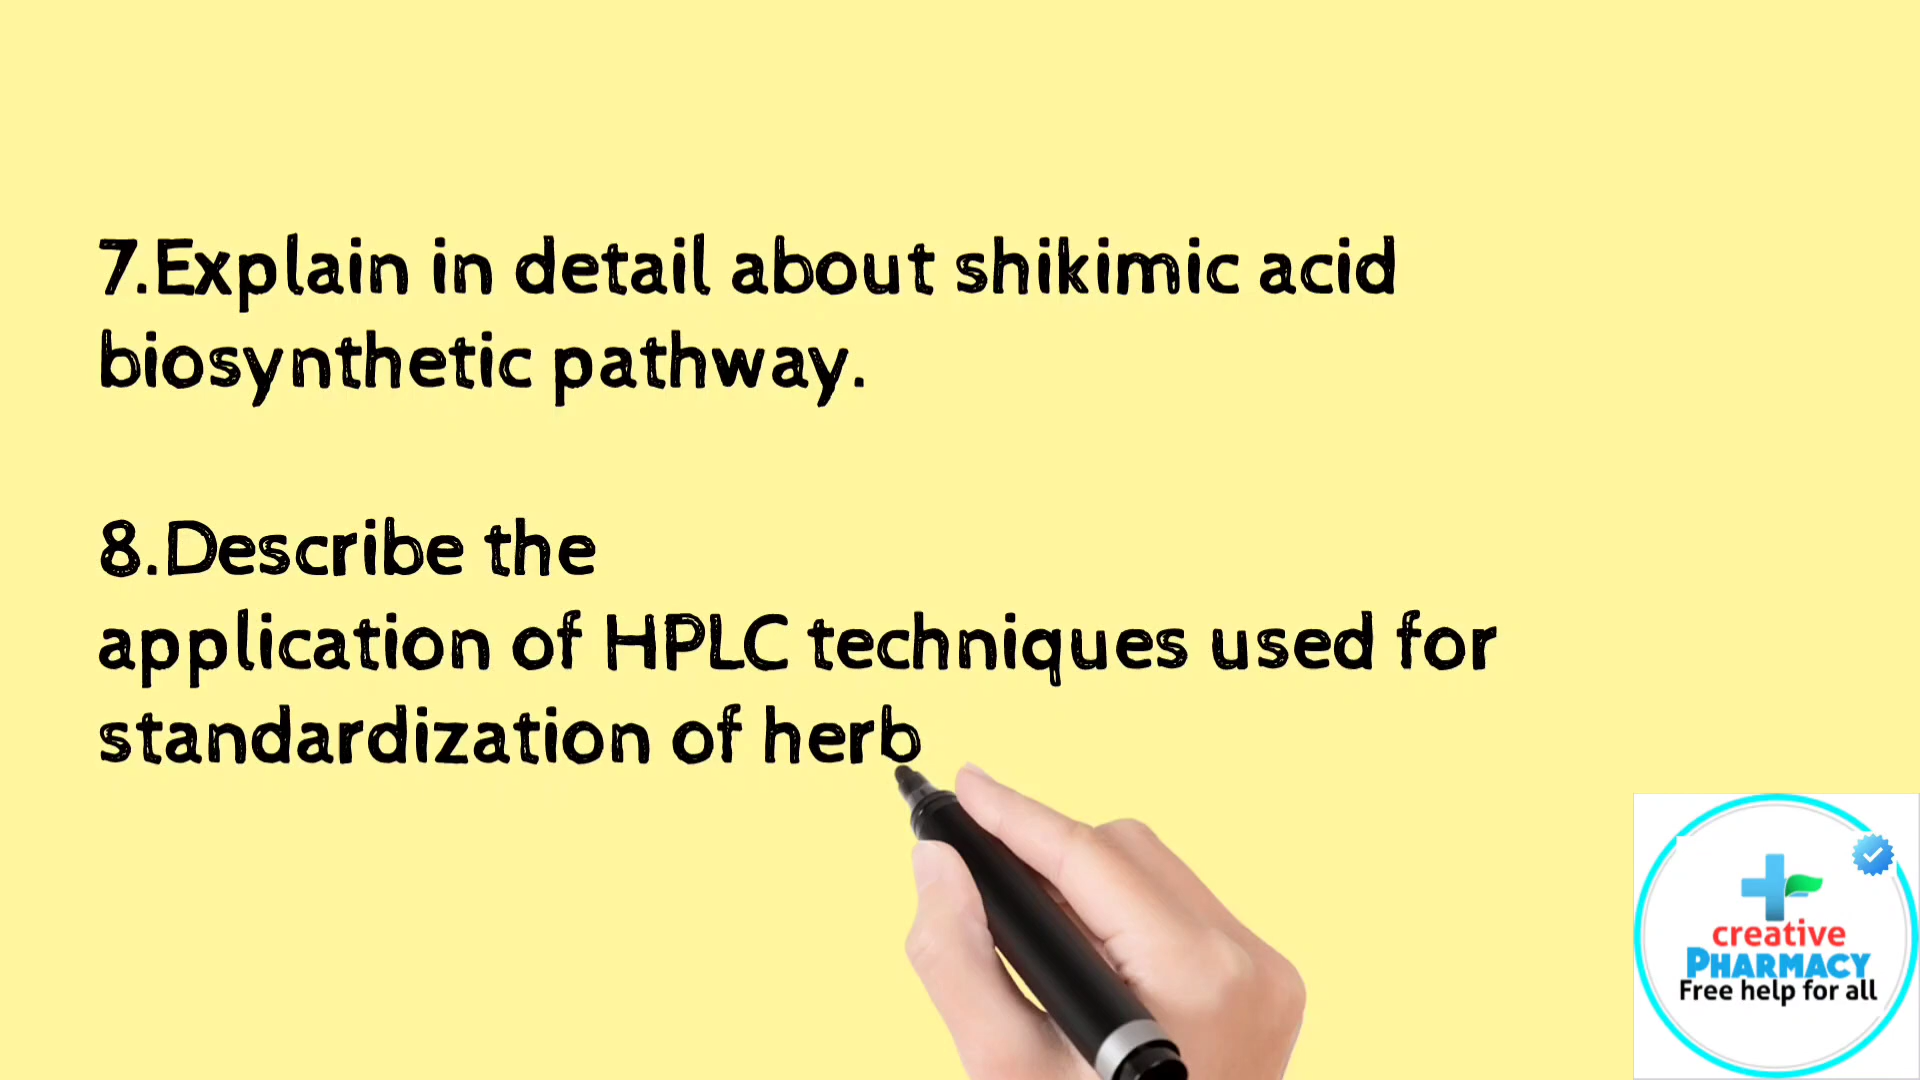 7.Explain in detail about shikimic acid
biosynthetic pathway.
8.Describe the
application of HPLC techniques used for
standardization of herb
creative
PHARMACY
Free help for all